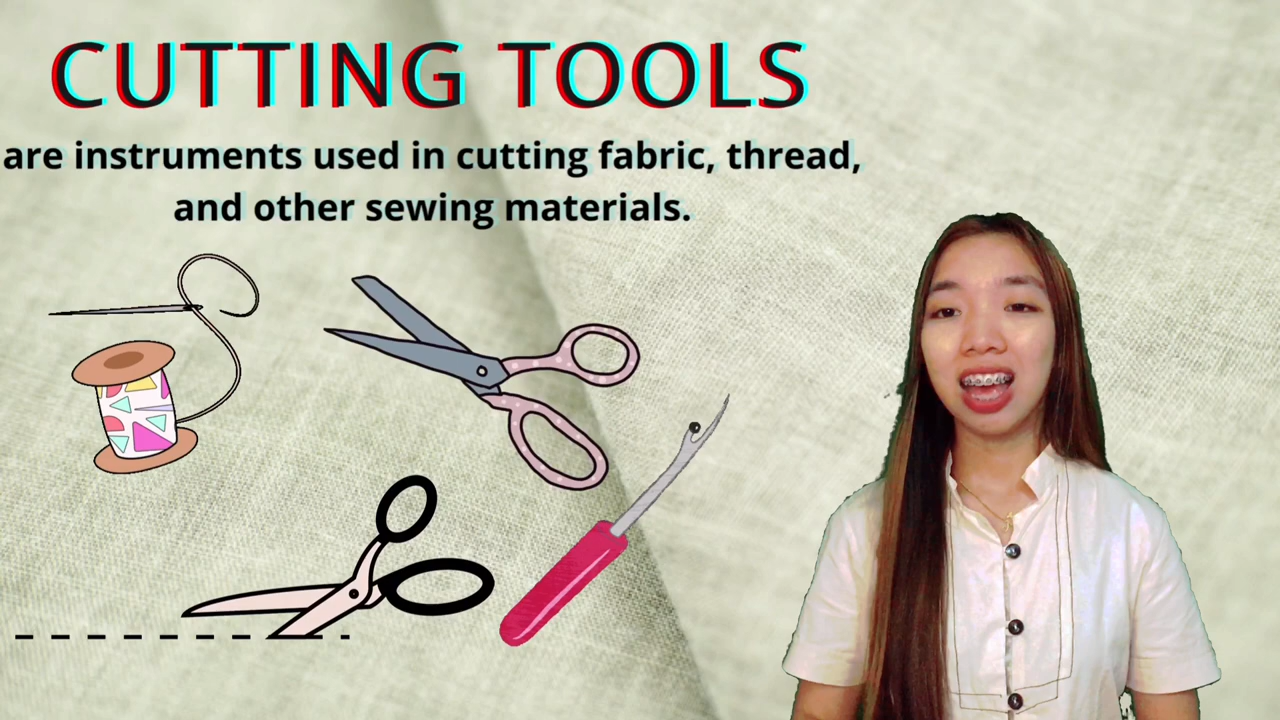 CUTTING TOOLS
are instruments used in cutting fabric, thread,
and other sewing materials.